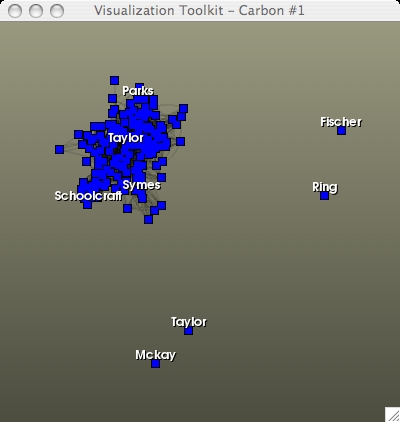 Visualization Toolkit - Carbon #1
Parks
Fischer
Taylor
Symes
Ring
Schoolcraft
Taylor
Mckay